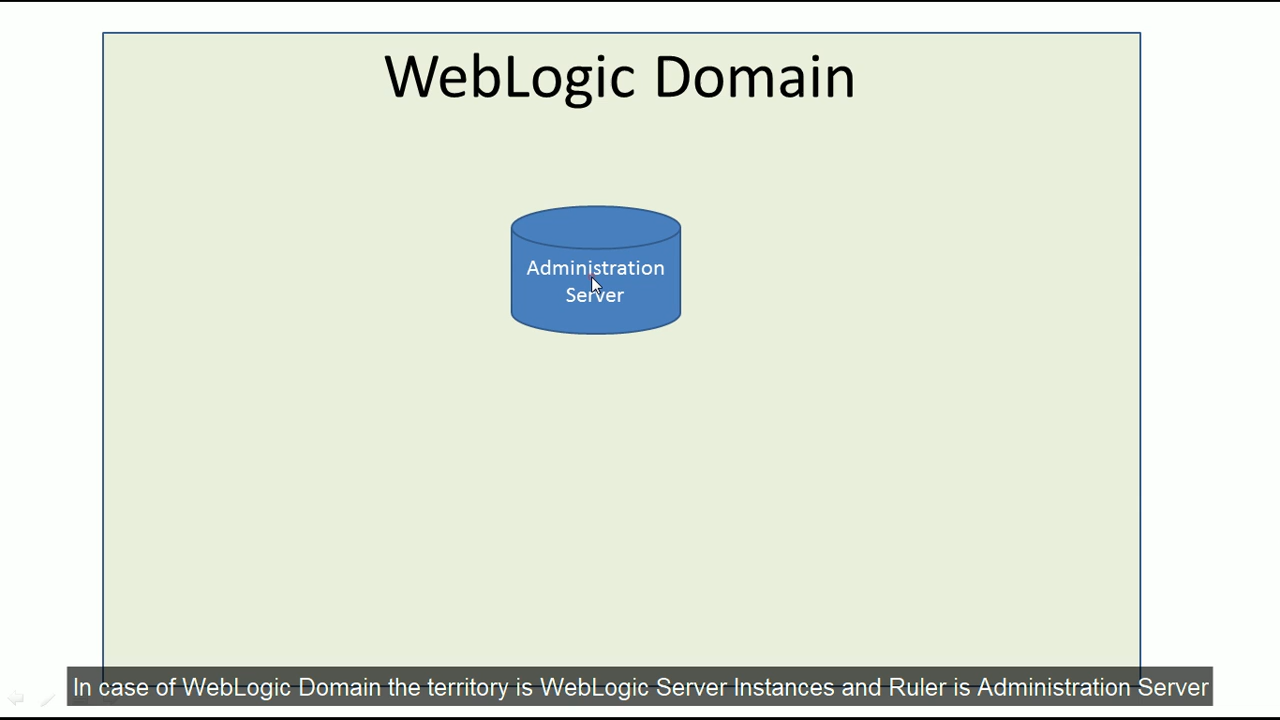 WebLogic Domain
Administration
Server
In case of WebLogic Domain the territory is WebLogic Server Instances and Ruler is Administration Server